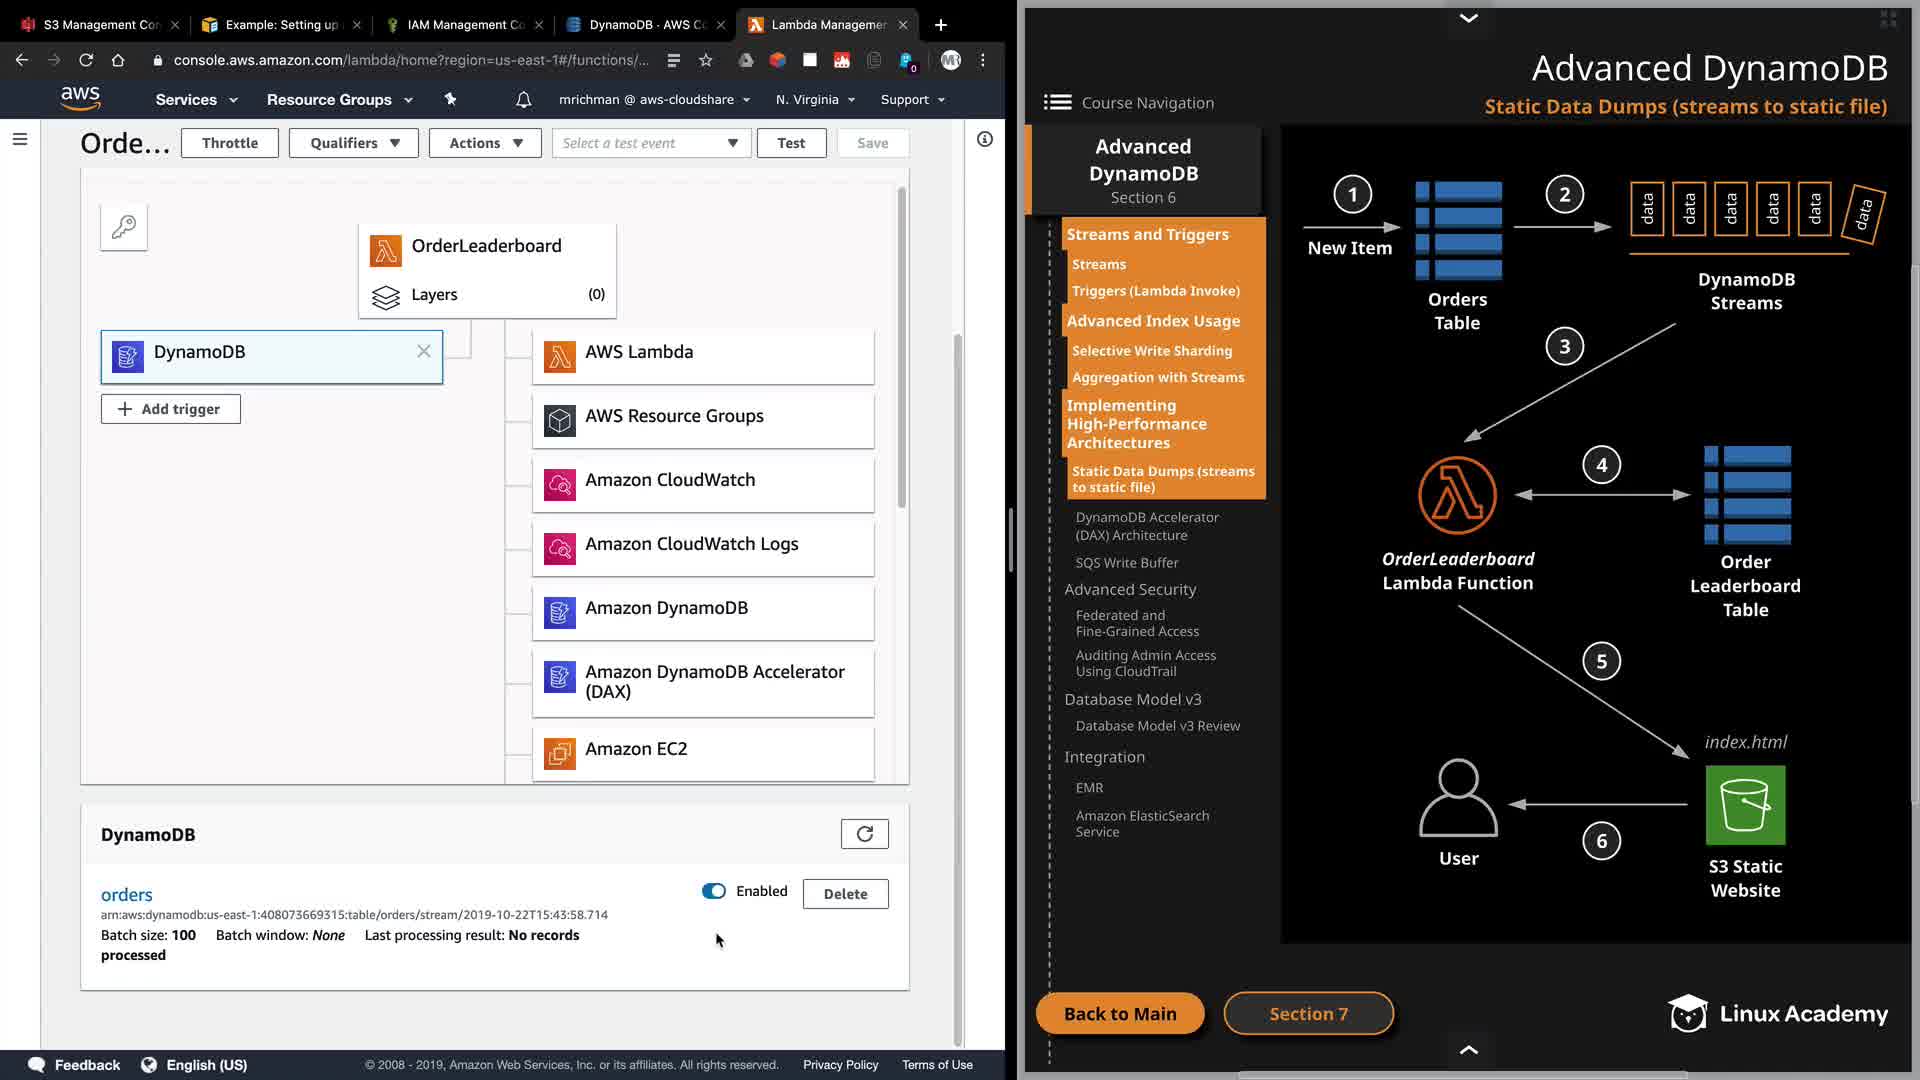 S3 Management Con
Example: Setting up
IAM Management Co
DynamoDB · AWS Co
Lambda Managemen
console.aws.amazon.com/lambda/home?region=us-east-1#/functions/...
0
MR
aws
Services
Resource Groups
mrichman @ aws-cloudshare
N. Virginia
Support
Orde...
Throttle
Qualifiers
Actions
Select a test event
Test
Save
OrderLeaderboard
Layers
(0)
DynamoDB
Add trigger
AWS Lambda
AWS Resource Groups
Amazon CloudWatch
Amazon CloudWatch Logs
Amazon DynamoDB
Amazon DynamoDB Accelerator
(DAX)
Amazon EC2
DynamoDB
orders
Enabled
Delete
arn:aws:dynamodb:us-east-1:408073669315:table/orders/stream/2019-10-22T15:43:58.714
Batch size: 100 Batch window: None Last processing result: No records
processed
Feedback
English (US)
© 2008 - 2019, Amazon Web Services, Inc. or its affiliates. All rights reserved.
Privacy Policy
Terms of Use
Advanced DynamoDB
Static Data Dumps (streams to static file)
Course Navigation
Advanced
DynamoDB
Section 6
Streams and Triggers
Streams
Triggers (Lambda Invoke)
Advanced Index Usage
Selective Write Sharding
Aggregation with Streams
Implementing
High-Performance
Architectures
Static Data Dumps (streams
to static file)
DynamoDB Accelerator
(DAX) Architecture
SQS Write Buffer
Advanced Security
Federated and
Fine-Grained Access
Auditing Admin Access
Using CloudTrail
Database Model v3
Database Model v3 Review
Integration
EMR
Amazon ElasticSearch
Service
1
New Item
Orders
Table
2
data
data
data
data
data
data
DynamoDB
Streams
3
OrderLeaderboard
Lambda Function
4
Order
Leaderboard
Table
5
index.html
S3 Static
Website
6
User
Back to Main
Section 7
Linux Academy